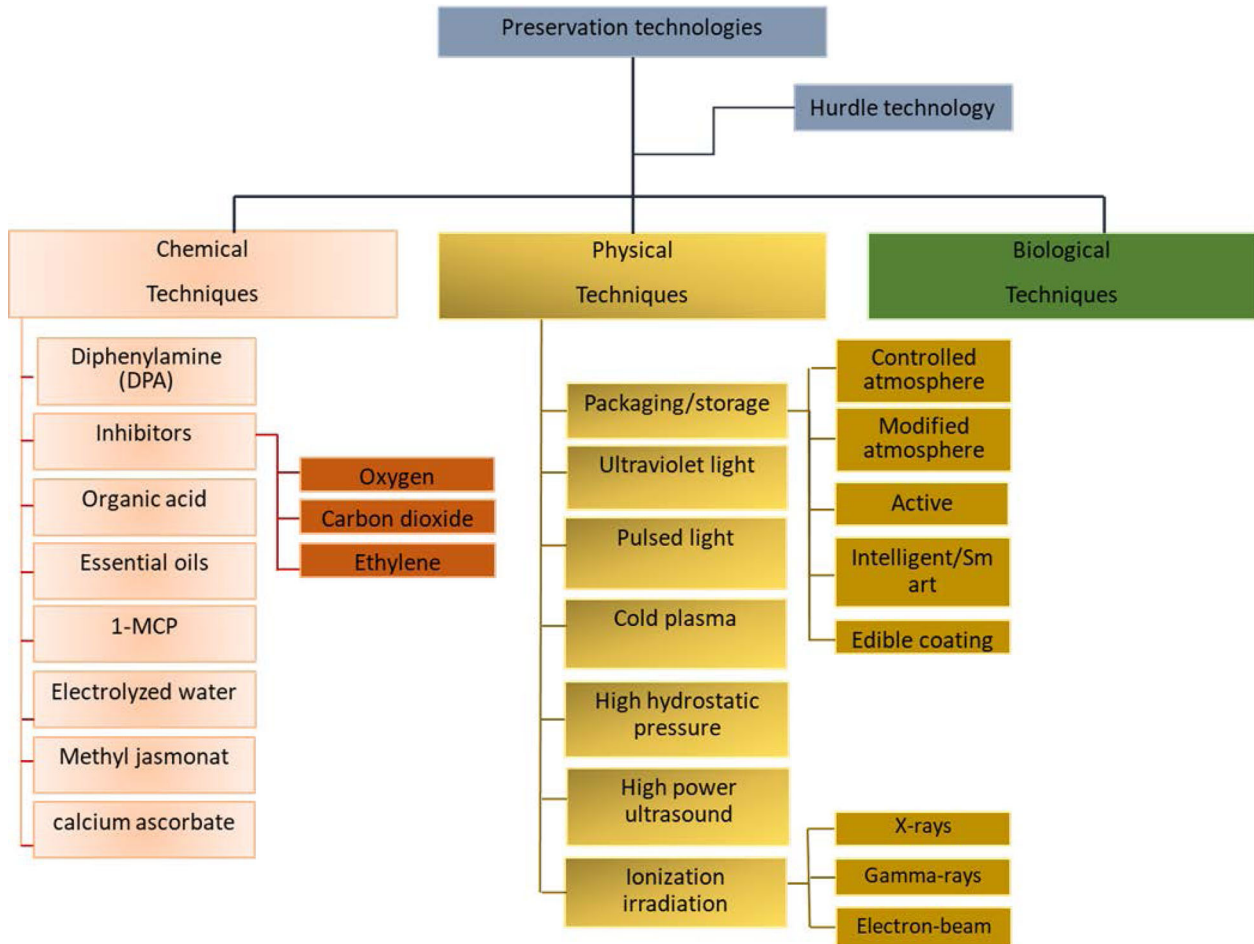 Preservation technologies
Hurdle technology
Chemical
Techniques
Physical
Techniques
Biological
Techniques
Diphenylamine
(DPA)
Inhibitors
Organic acid
Essential oils
1-MCP
Electrolyzed water
Methyl jasmonat
calcium ascorbate
Oxygen
Carbon dioxide
Ethylene
Packaging/storage
Ultraviolet light
Pulsed light
Cold plasma
High hydrostatic
pressure
High power
ultrasound
Ionization
irradiation
Controlled
atmosphere
Modified
atmosphere
Active
Intelligent/Sm
art
Edible coating
X-rays
Gamma-rays
Electron-beam